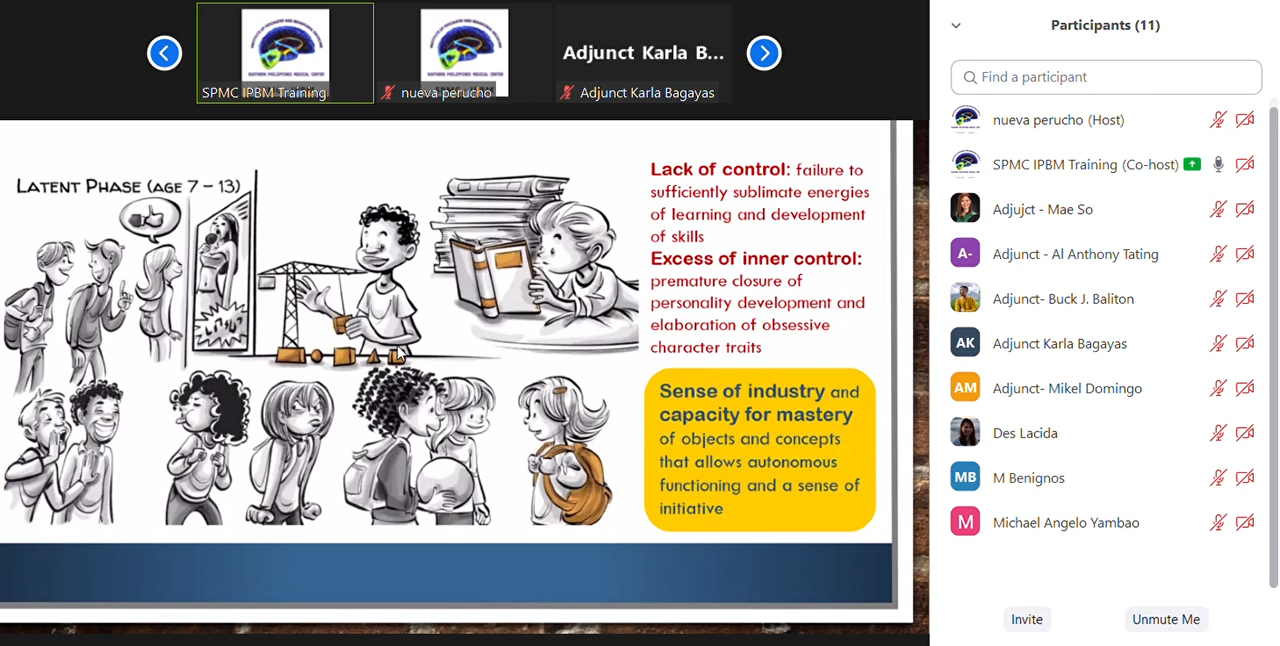 Adjunct Karla B...
SPMC IPBM Training
nueva perucho
Adjunct Karla Bagayas
LATENT PHASE (AGE 7 – 13)
Lack of control: failure to
sufficiently sublimate energies
of learning and development
of skills
Excess of inner control:
premature closure of
personality development and
elaboration of obsessive
character traits
Sense of industry and
capacity for mastery
of objects and concepts
that allows autonomous
functioning and a sense of
initiative
Participants (11)
Find a participant
nueva perucho (Host)
SPMC IPBM Training (Co-host)
Adjujct - Mae So
A- Adjunct - Al Anthony Tating
Adjunct- Buck J. Baliton
AK Adjunct Karla Bagayas
AM Adjunct- Mikel Domingo
Des Lacida
MB M Benignos
M Michael Angelo Yambao
Invite Unmute Me